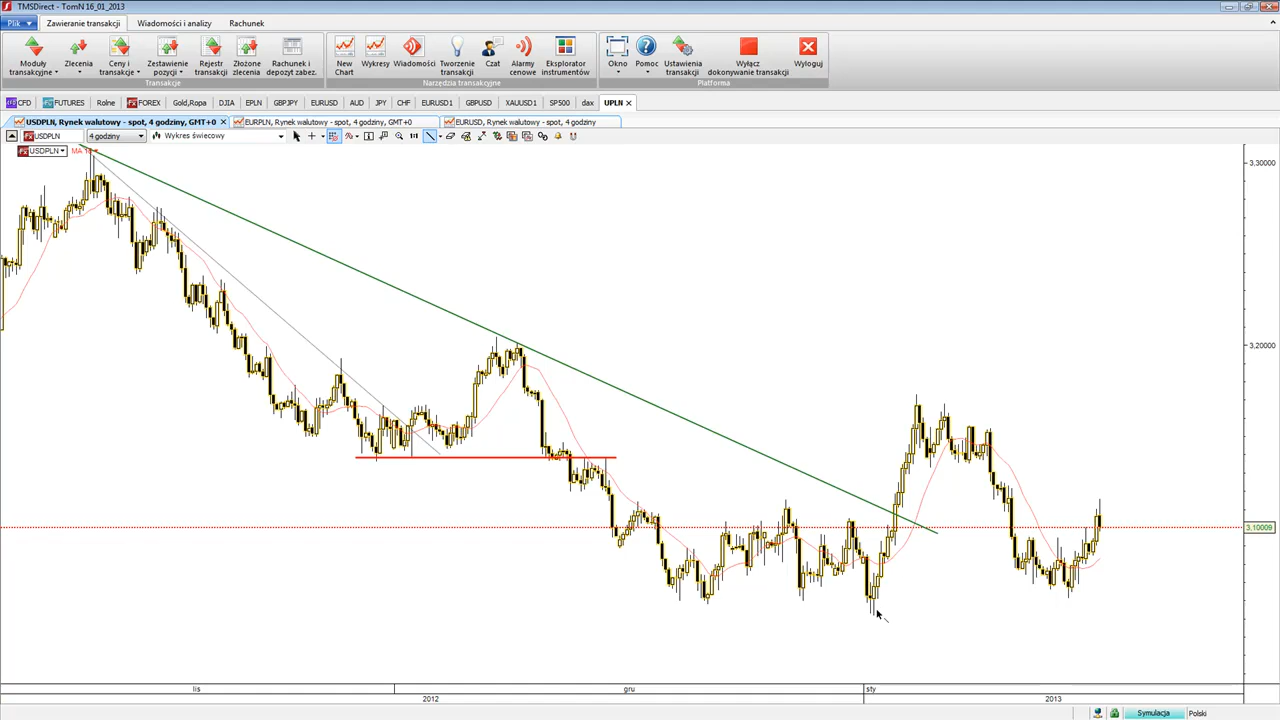 TMSDirect - TomN 16_01_2013
Plik
Zawieranie transakcji
Wiadomości i analizy
Rachunek
Moduły transakcyjne
Zlecenia
Ceny i transakcje
Zestawienie pozycji
Rejestr transakcji
Złożone zlecenia
Rachunek i depozyt zabez.
New Chart
Wykresy
Wiadomości
Tworzenie transakcji
Czat
Alarmy cenowe
Eksplorator instrumentów
Okno
Pomoc
Ustawienia transakcji
Wyłącz dokonywanie transakcji
Wyloguj
Transakcje
Narzędzia transakcyjne
Platforma
CFD
FUTURES
Rolne
FOREX
Gold,Ropa
DJIA
EPLN
GBPJPY
EURUSD
AUD
JPY
CHF
EURUSD1
GBPUSD
XAUUSD1
SP500
dax
UPLN
USDPLN, Rynek walutowy - spot, 4 godziny, GMT+0
EURPLN, Rynek walutowy - spot, 4 godziny, GMT+0
EURUSD, Rynek walutowy - spot, 4 godziny
USDPLN
4 godziny
Wykres świecowy
1:1
USDPLN
MA
3,30000
3,20000
3,10009
lis
gru
sty
2012
2013
Symulacja
Polski